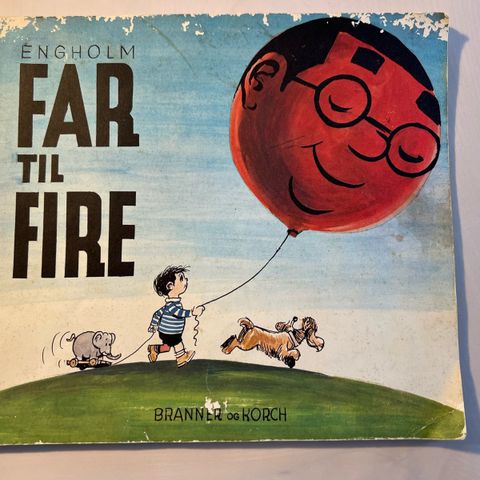 ENGHOLM
FAR
TIL
FIRE
BRANNER OG KORCH